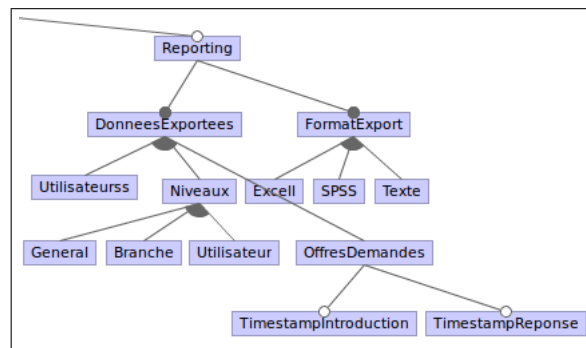 Reporting
DonneesExportees FormatExport
Utilisateurss Niveaux Excell SPSS Texte
General Branche Utilisateur OffresDemandes
TimestampIntroduction TimestampReponse